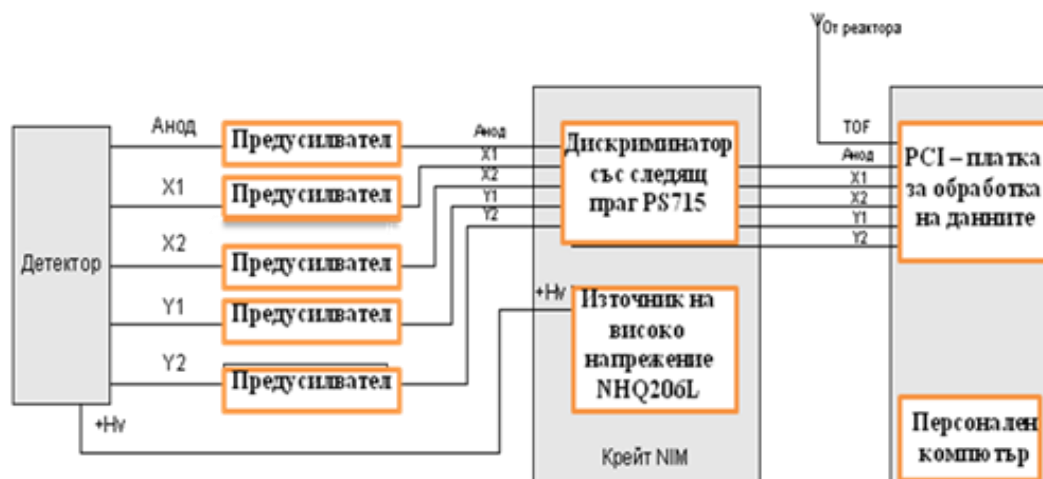 От реактора
Детектор
Анод
X1
X2
Y1
Y2
+Hv
Предусилвател
Предусилвател
Предусилвател
Предусилвател
Предусилвател
Анод
X1
X2
Y1
Y2
+Hv
Дискриминатор
със следящ
праг PS715
Източник на
високо
напрежение
NHQ206L
Крейт NIM
TOF
Анод
X1
X2
Y1
Y2
PCI – платка
за обработка
на данните
Персонален
компютър